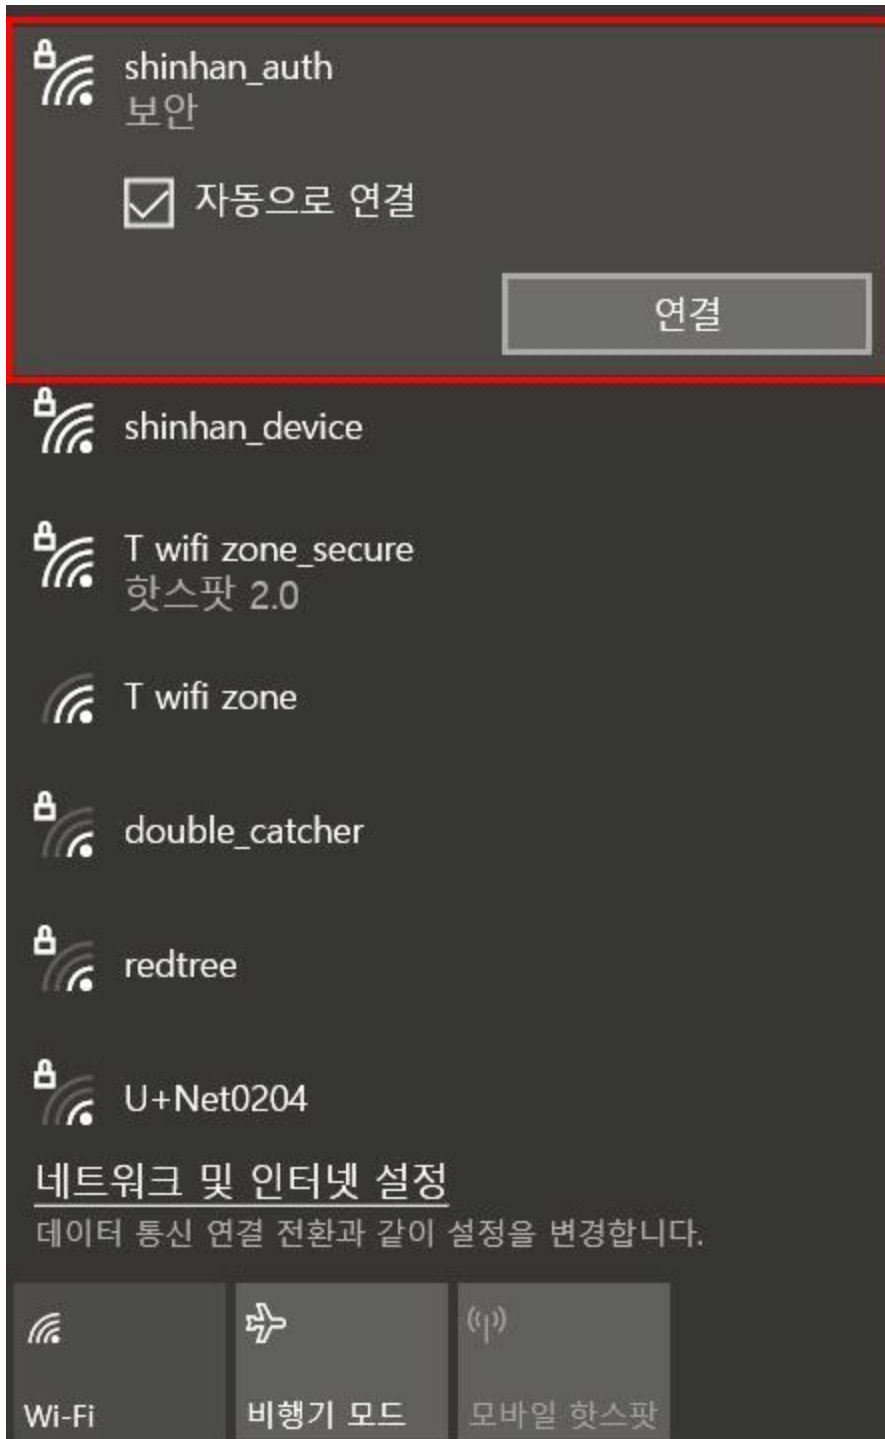 shinhan_auth
보안
자동으로 연결
연결
shinhan_device
T wifi zone_secure
핫스팟 2.0
T wifi zone
double_catcher
redtree
U+Net0204
네트워크 및 인터넷 설정
데이터 통신 연결 전환과 같이 설정을 변경합니다.
Wi-Fi
비행기 모드
모바일 핫스팟